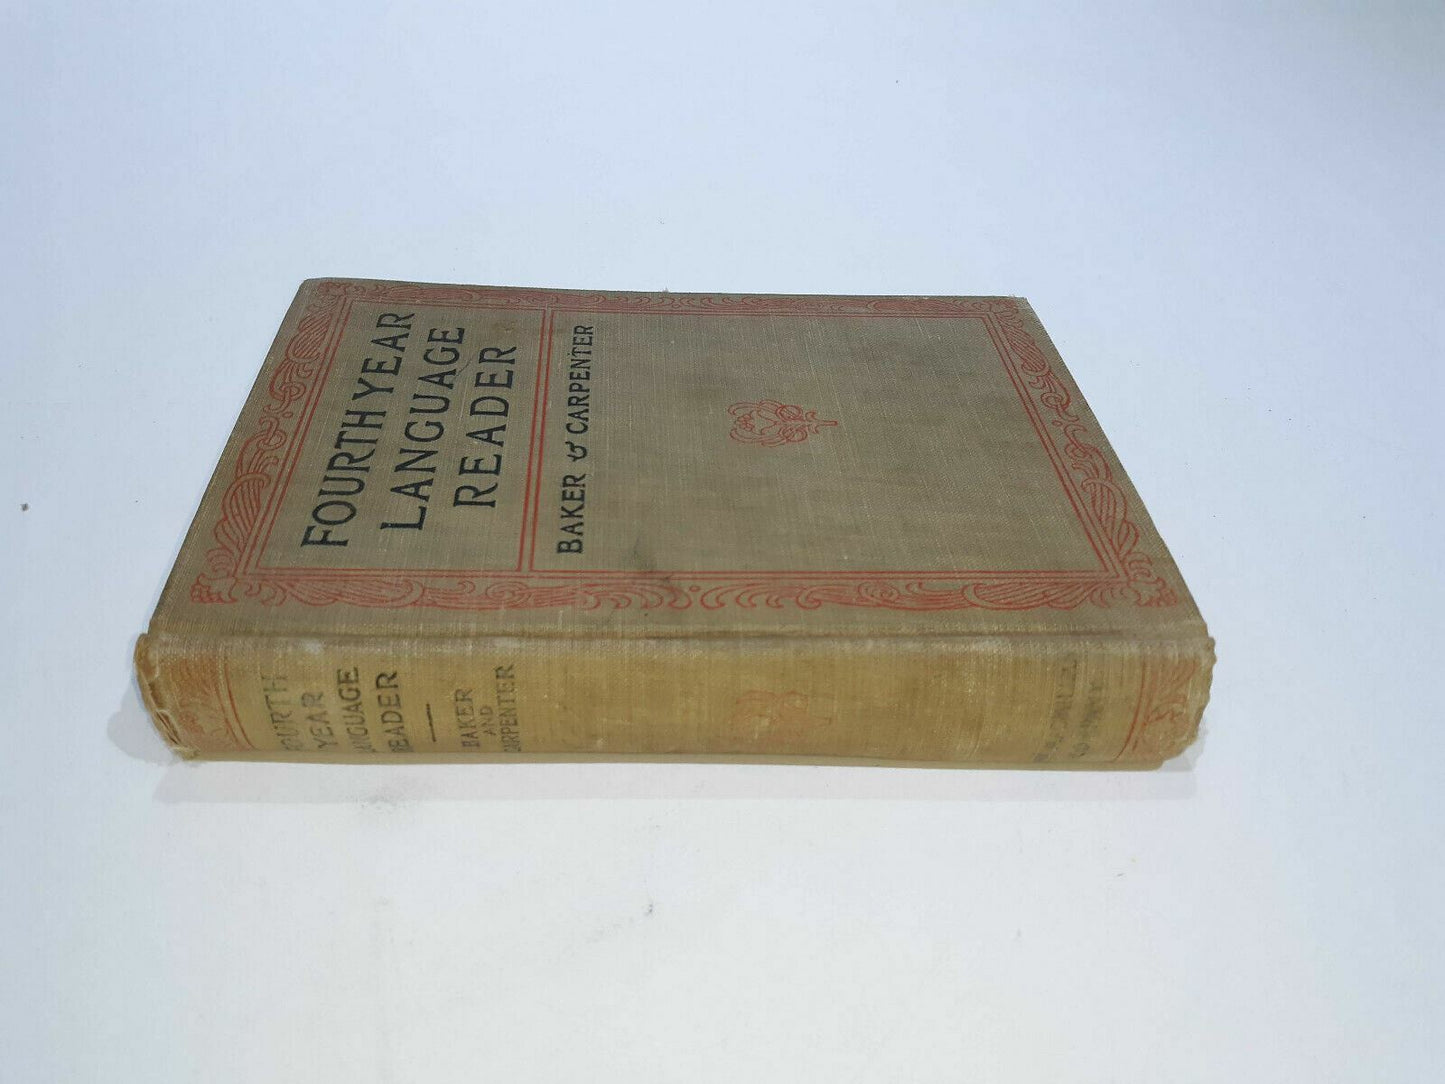 FOURTH YEAR
LANGUAGE
READER
BAKER & CARPENTER
FOURTH
YEAR
LANGUAGE
READER
BAKER
AND
CARPENTER